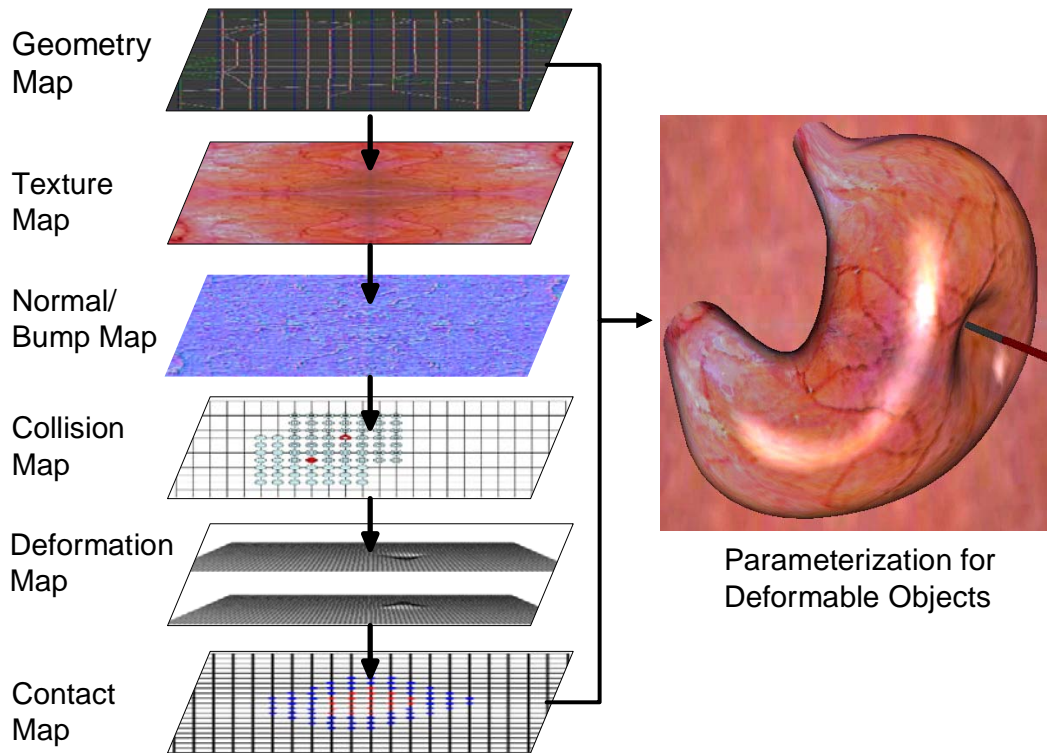 Geometry
Map
Texture
Map
Normal/
Bump Map
Collision
Map
Deformation
Map
Contact
Map
Parameterization for
Deformable Objects